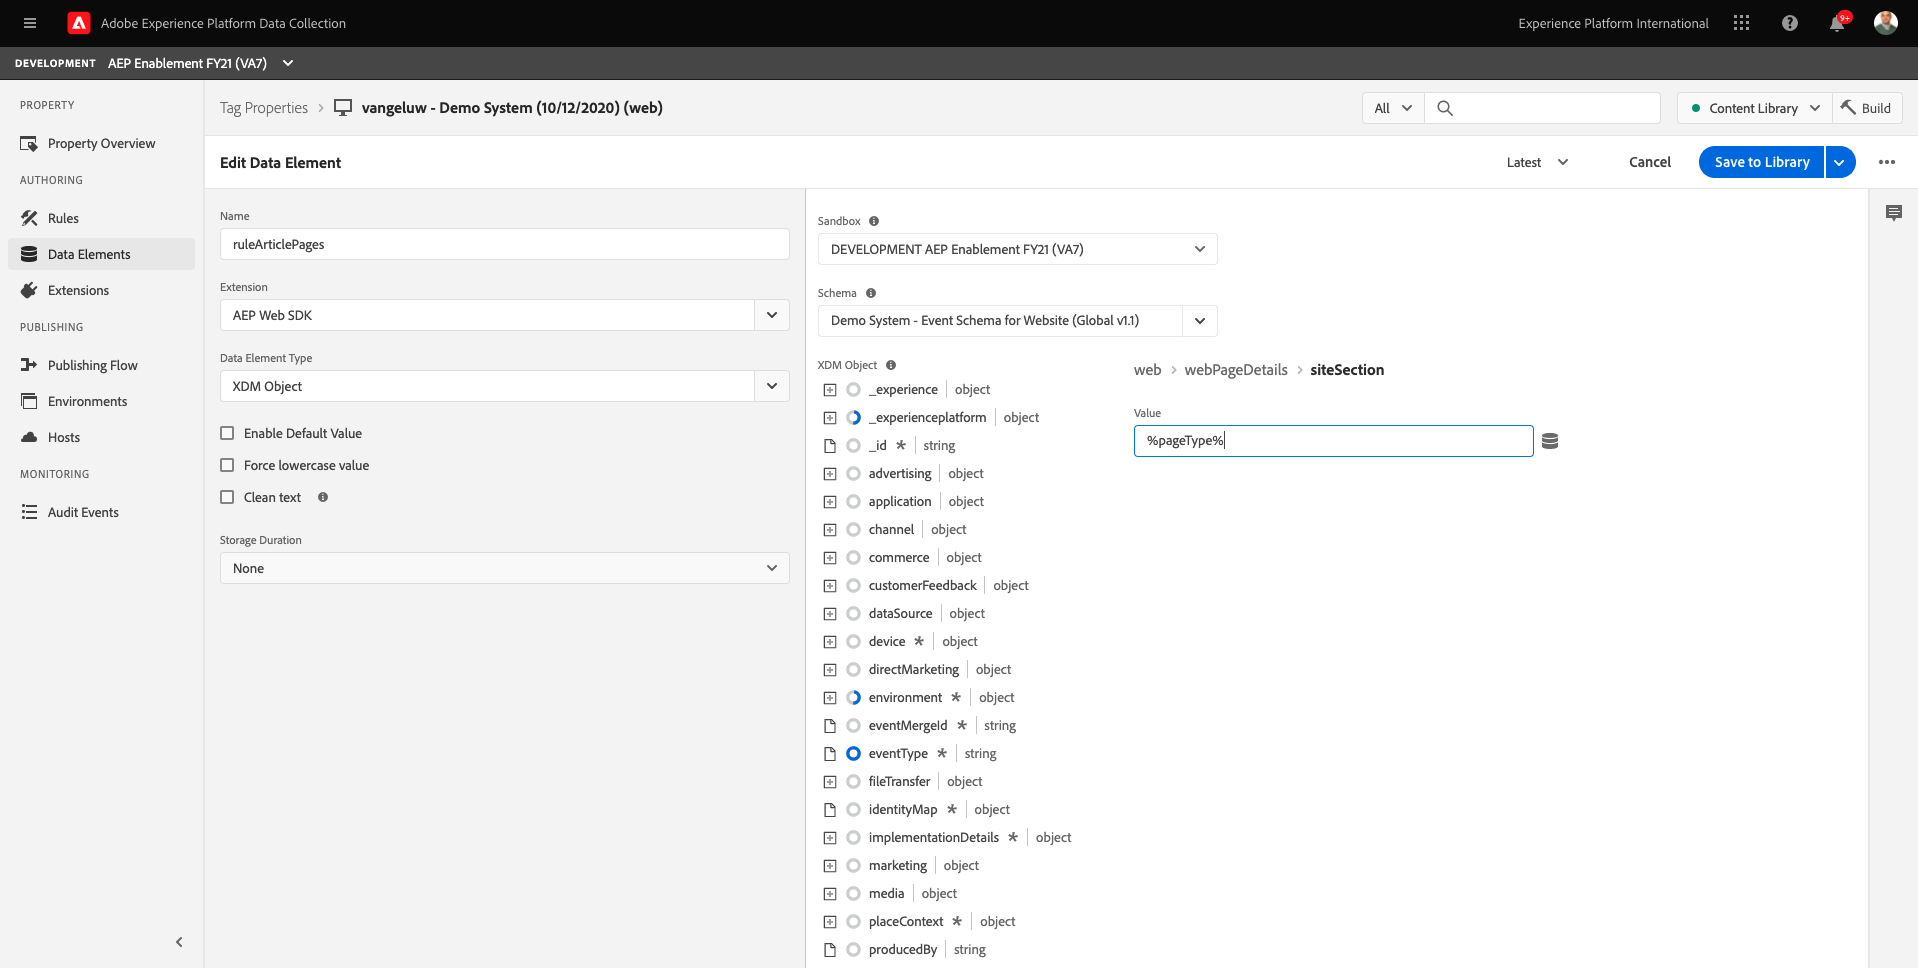 Adobe Experience Platform Data Collection
Experience Platform International
9+
DEVELOPMENT AEP Enablement FY21 (VA7)
PROPERTY
Property Overview
AUTHORING
Rules
Data Elements
Extensions
PUBLISHING
Publishing Flow
Environments
Hosts
MONITORING
Audit Events
Tag Properties > vangeluw - Demo System (10/12/2020) (web)
All
Content Library
Build
Edit Data Element
Latest
Cancel
Save to Library
Name
ruleArticlePages
Extension
AEP Web SDK
Data Element Type
XDM Object
Enable Default Value
Force lowercase value
Clean text
Storage Duration
None
Sandbox
DEVELOPMENT AEP Enablement FY21 (VA7)
Schema
Demo System - Event Schema for Website (Global v1.1)
XDM Object
_experience | object
_experienceplatform | object
_id * | string
advertising | object
application | object
channel | object
commerce | object
customerFeedback | object
dataSource | object
device * | object
directMarketing | object
environment * | object
eventMergeId * | string
eventType * | string
fileTransfer | object
identityMap * | object
implementationDetails * | object
marketing | object
media | object
placeContext * | object
producedBy | string
web > webPageDetails > siteSection
Value
%pageType%